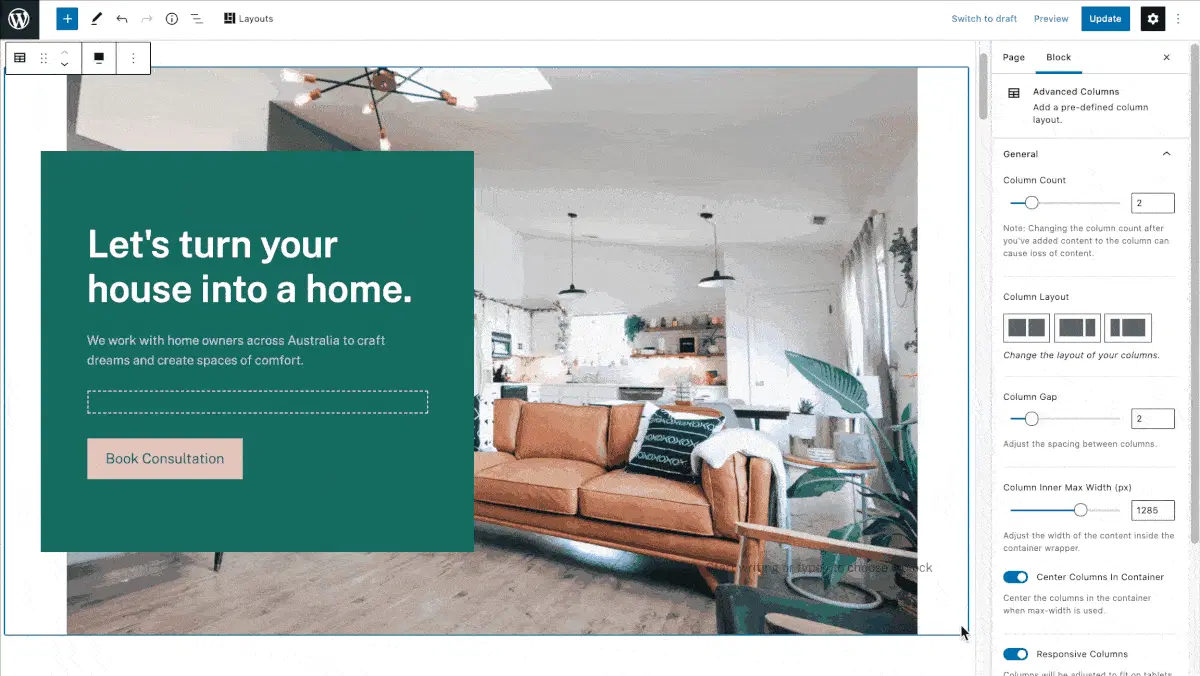 Layouts
Switch to draft
Preview
Update
Page
Block
Advanced Columns
Add a pre-defined column
layout.
General
Column Count
2
Note: Changing the column count after
you've added content to the column can
cause loss of content.
Column Layout
Change the layout of your columns.
Column Gap
2
Adjust the spacing between columns.
Column Inner Max Width (px)
1285
Adjust the width of the content inside the
container wrapper.
Center Columns In Container
Center the columns in the container
when max-width is used.
Responsive Columns
Columns will be adjusted to fit on tablets
Let's turn your
house into a home.
We work with home owners across Australia to craft
dreams and create spaces of comfort.
Book Consultation
writing or type / to choose a